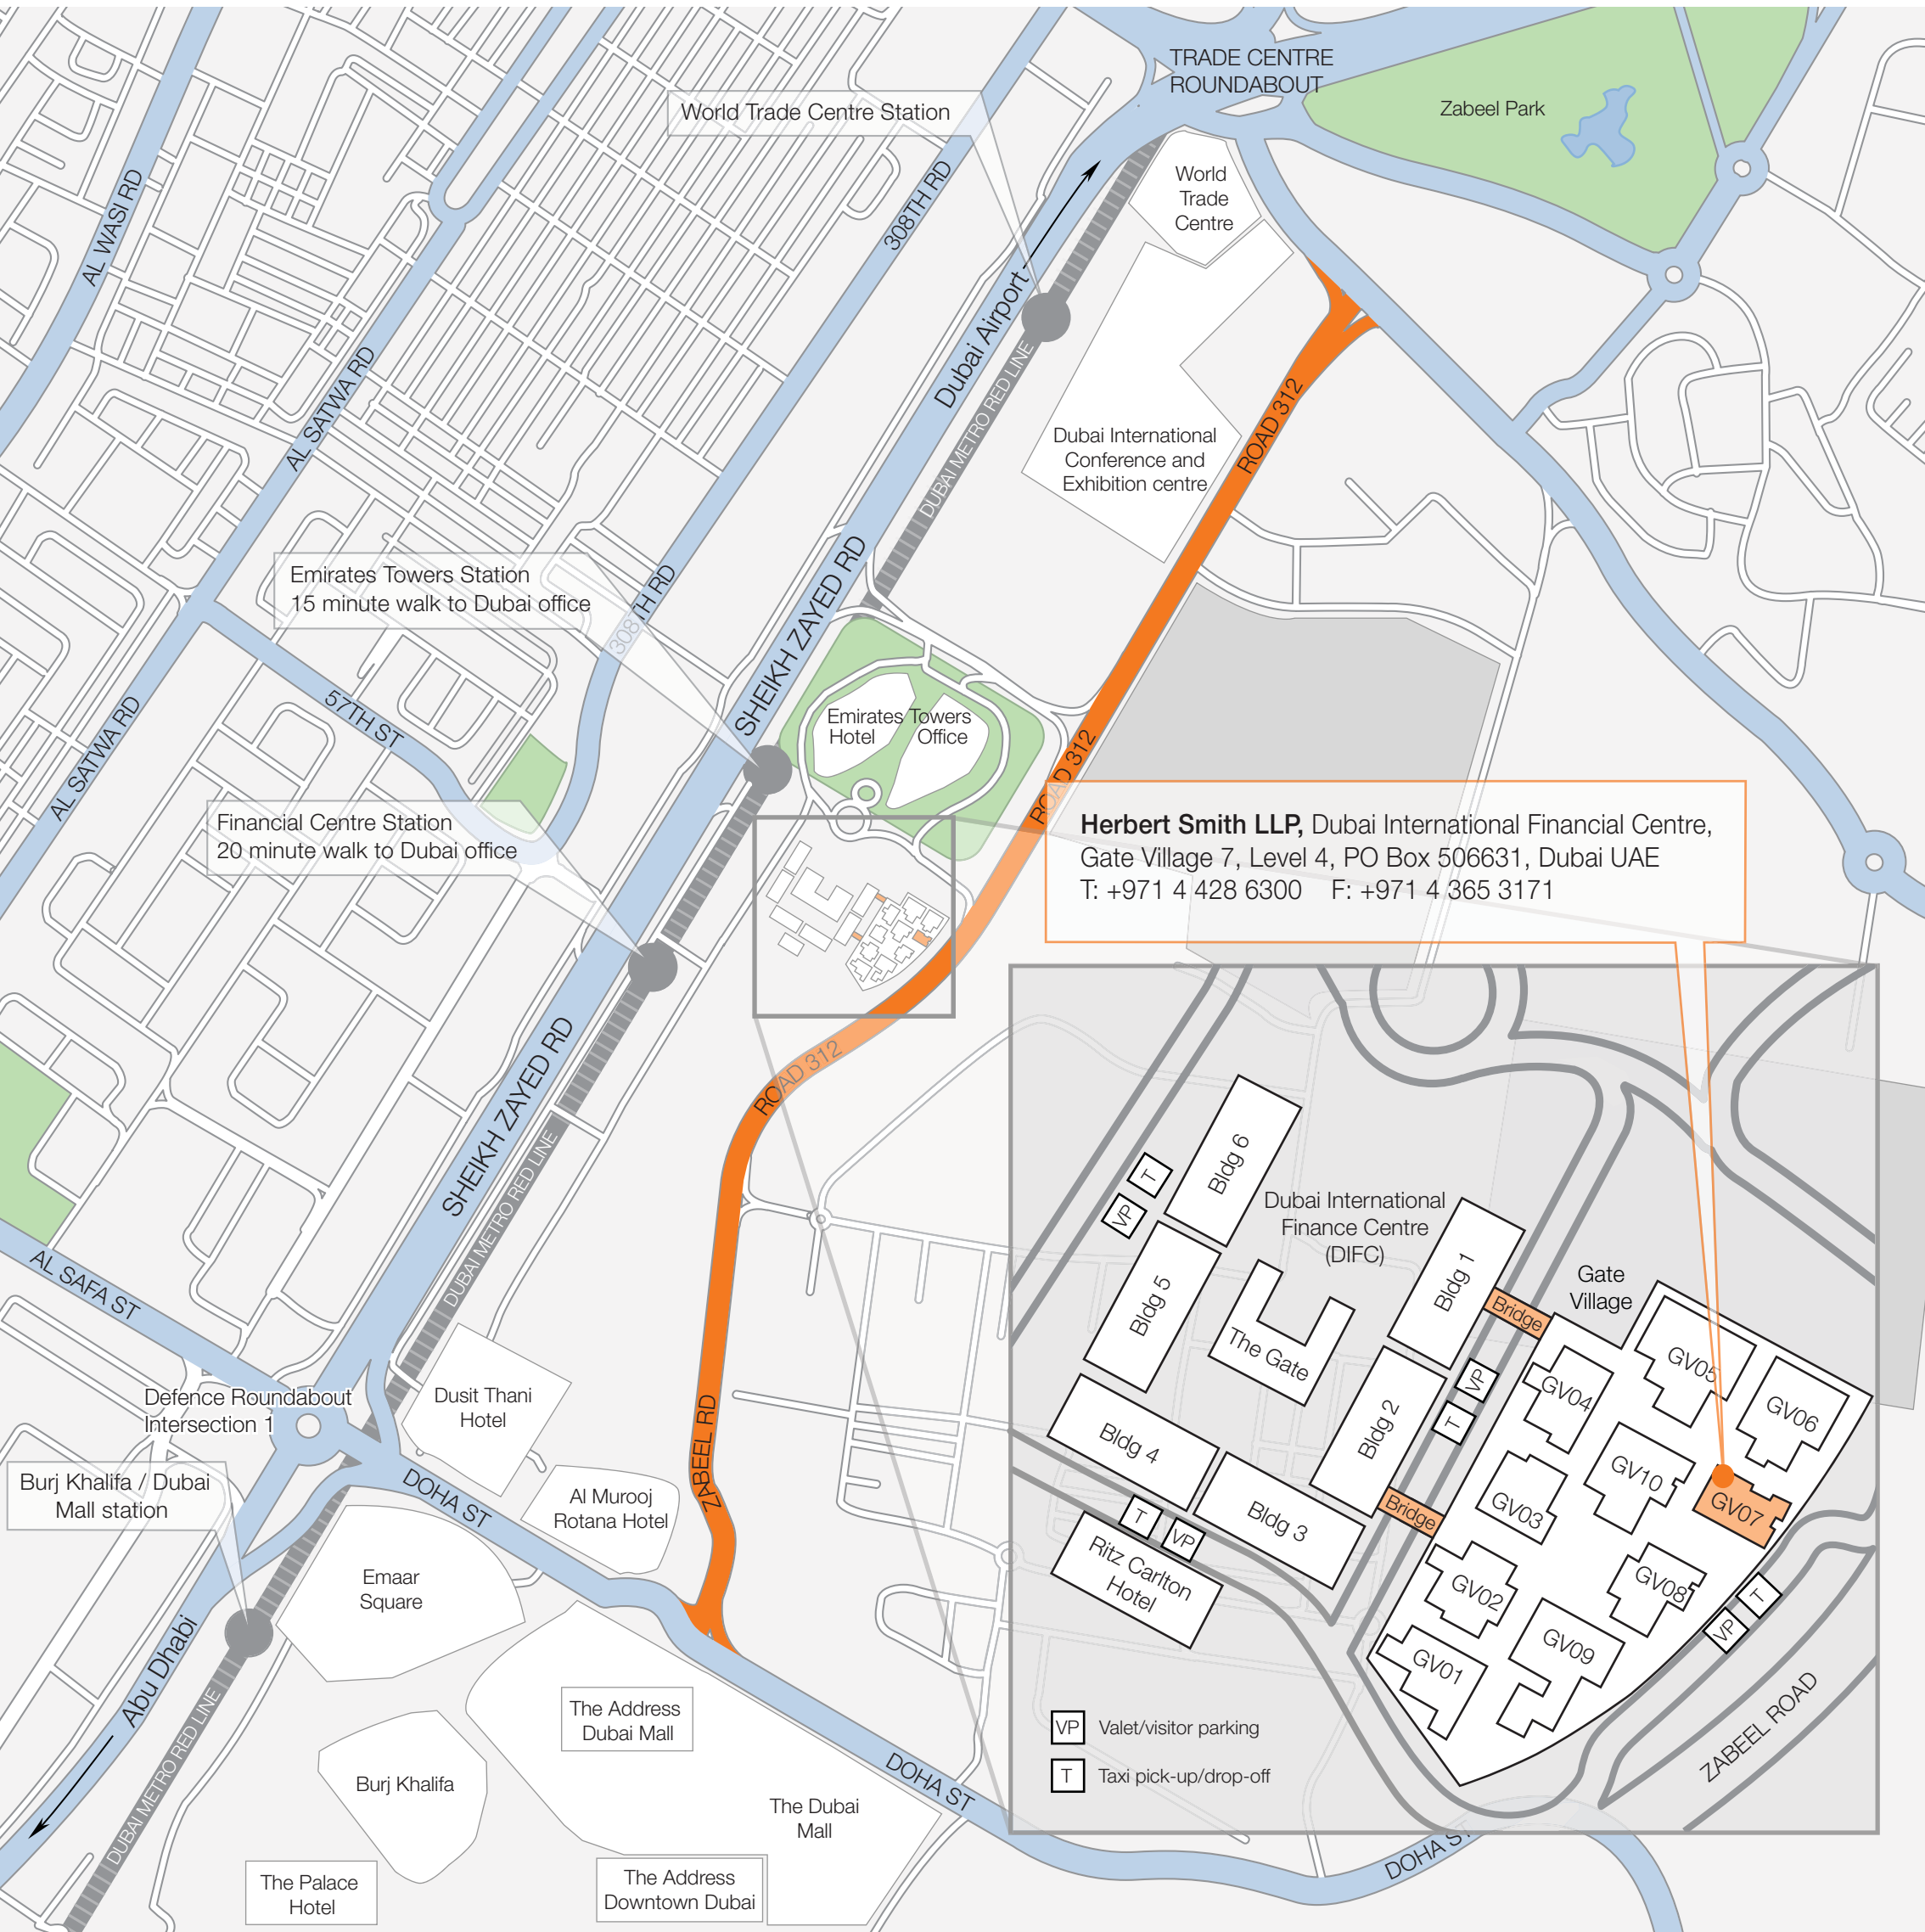 TRADE CENTRE
ROUNDABOUT
Zabeel Park
World Trade Centre Station
World
Trade
Centre
AL WASI RD
308TH RD
Dubai Airport
DUBAI METRO RED LINE
AL SATWA RD
ROAD 312
Dubai International
Conference and
Exhibition centre
Emirates Towers Station
15 minute walk to Dubai office
308TH RD
SHEIKH ZAYED RD
57TH ST
AL SATWA RD
Emirates Towers
Hotel
Office
ROAD 312
Financial Centre Station
20 minute walk to Dubai office
Herbert Smith LLP, Dubai International Financial Centre,
Gate Village 7, Level 4, PO Box 506631, Dubai UAE
T: +971 4 428 6300 F: +971 4 365 3171
ROAD 312
SHEIKH ZAYED RD
DUBAI METRO RED LINE
AL SAFA ST
Defence Roundabout
Intersection 1
Dusit Thani
Hotel
ZABEEL RD
Burj Khalifa / Dubai
Mall station
DOHA ST
Al Murooj
Rotana Hotel
Emaar
Square
Abu Dhabi
DUBAI METRO RED LINE
The Address
Dubai Mall
Burj Khalifa
DOHA ST
The Dubai
Mall
The Palace
Hotel
The Address
Downtown Dubai
DOHA ST
Bldg 6
T
VP
Dubai International
Finance Centre
(DIFC)
Bldg 5
Bldg 1
Gate
Village
Bridge
The Gate
GV05
VP
T
GV04
GV06
Bldg 2
Bldg 4
GV10
GV07
GV03
Bridge
Bldg 3
T
VP
Ritz Carlton
Hotel
GV02
GV08
T
VP
GV09
GV01
ZABEEL ROAD
VP Valet/visitor parking
T Taxi pick-up/drop-off